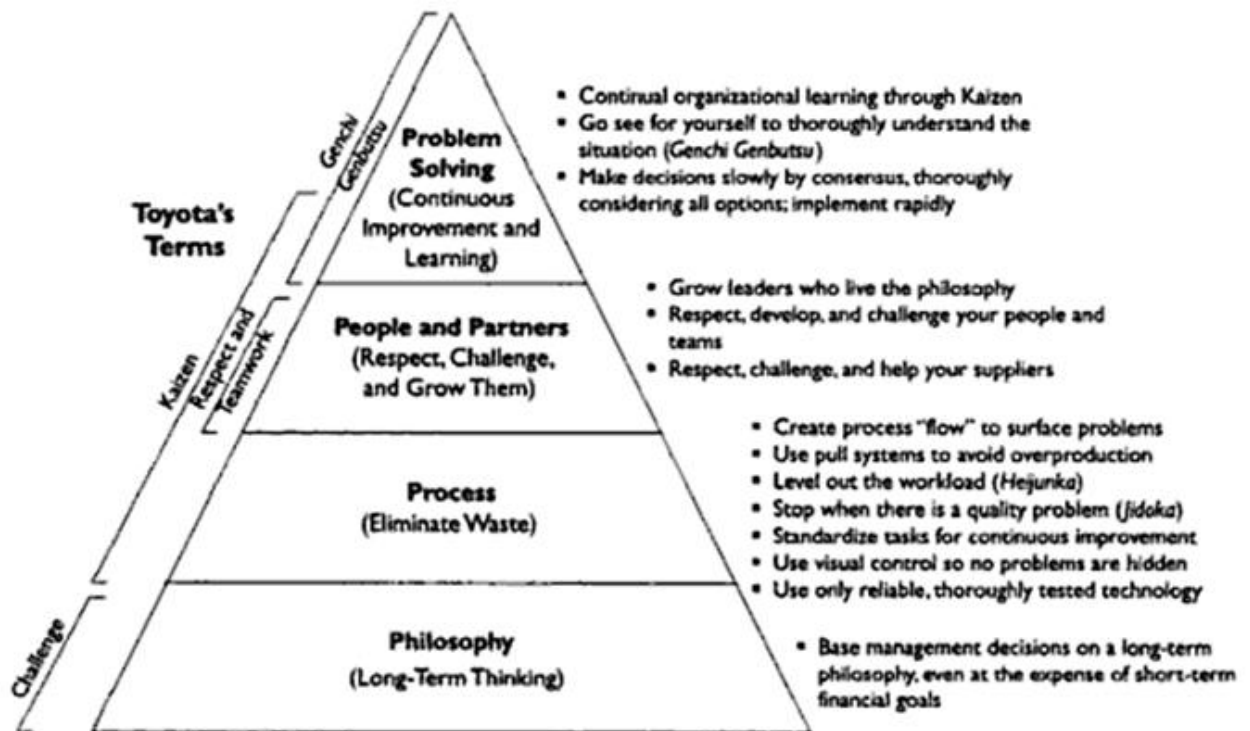 Toyota's
Terms
Genchi
Genbutsu
Kaizen
Respect and
Teamwork
Challenge
Problem
Solving
(Continuous
Improvement and
Learning)
▪ Continual organizational learning through Kaizen
▪ Go see for yourself to thoroughly understand the
situation (Genchi Genbutsu)
▪ Make decisions slowly by consensus, thoroughly
considering all options; implement rapidly
People and Partners
(Respect, Challenge,
and Grow Them)
▪ Grow leaders who live the philosophy
▪ Respect, develop, and challenge your people and
teams
▪ Respect, challenge, and help your suppliers
Process
(Eliminate Waste)
▪ Create process "flow" to surface problems
▪ Use pull systems to avoid overproduction
▪ Level out the workload (Heijunka)
▪ Stop when there is a quality problem (Jidoka)
▪ Standardize tasks for continuous improvement
▪ Use visual control so no problems are hidden
▪ Use only reliable, thoroughly tested technology
Philosophy
(Long-Term Thinking)
▪ Base management decisions on a long-term
philosophy, even at the expense of short-term
financial goals